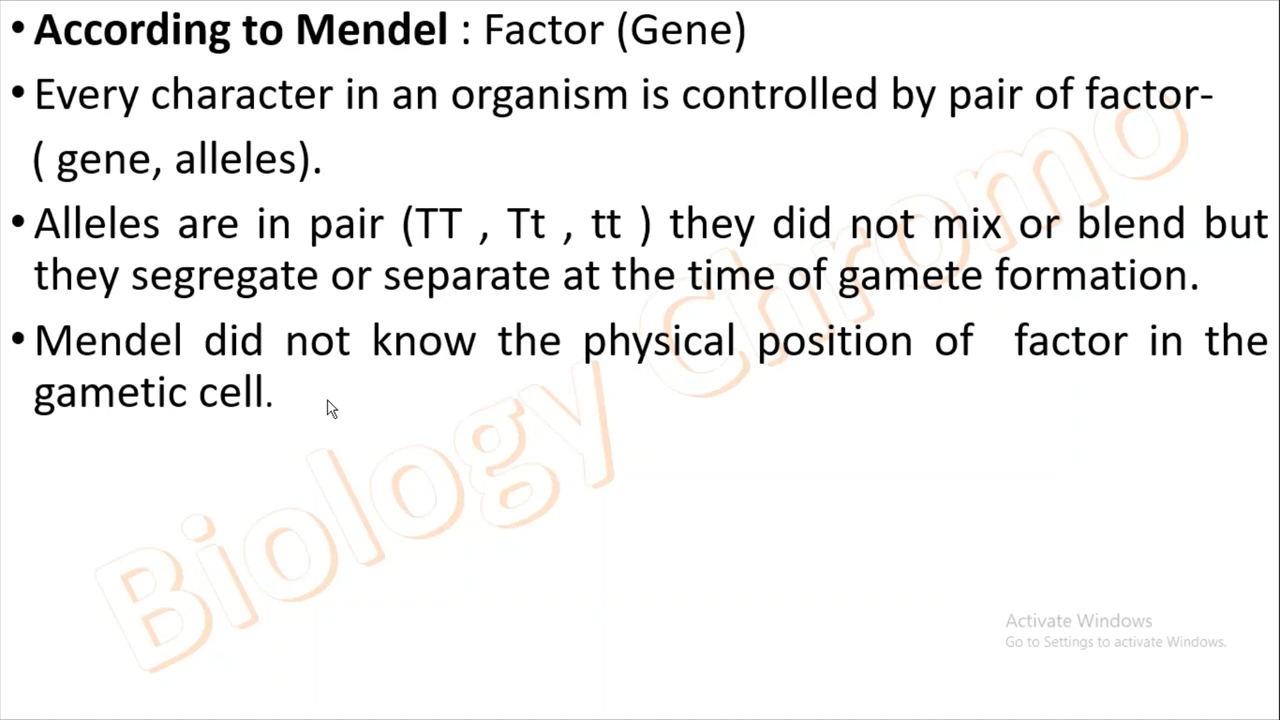 • According to Mendel : Factor (Gene)
• Every character in an organism is controlled by pair of factor-
( gene, alleles).
• Alleles are in pair (TT , Tt , tt ) they did not mix or blend but
they segregate or separate at the time of gamete formation.
• Mendel did not know the physical position of factor in the
gametic cell.
Biology Chromo
Activate Windows
Go to Settings to activate Windows.